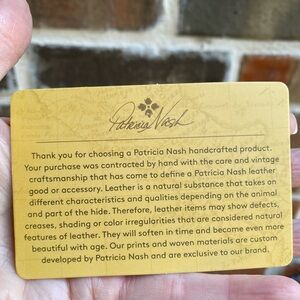 Patricia Nash
Thank you for choosing a Patricia Nash handcrafted product.
Your purchase was contracted by hand with the care and vintage
craftsmanship that has come to define a Patricia Nash leather
good or accessory. Leather is a natural substance that takes on
different characteristics and qualities depending on the animal
and part of the hide. Therefore, leather items may show defects,
creases, shading or color irregularities that are considered natural
features of leather. They will soften in time and become even more
beautiful with age. Our prints and woven materials are custom
developed by Patricia Nash and are exclusive to our brand.